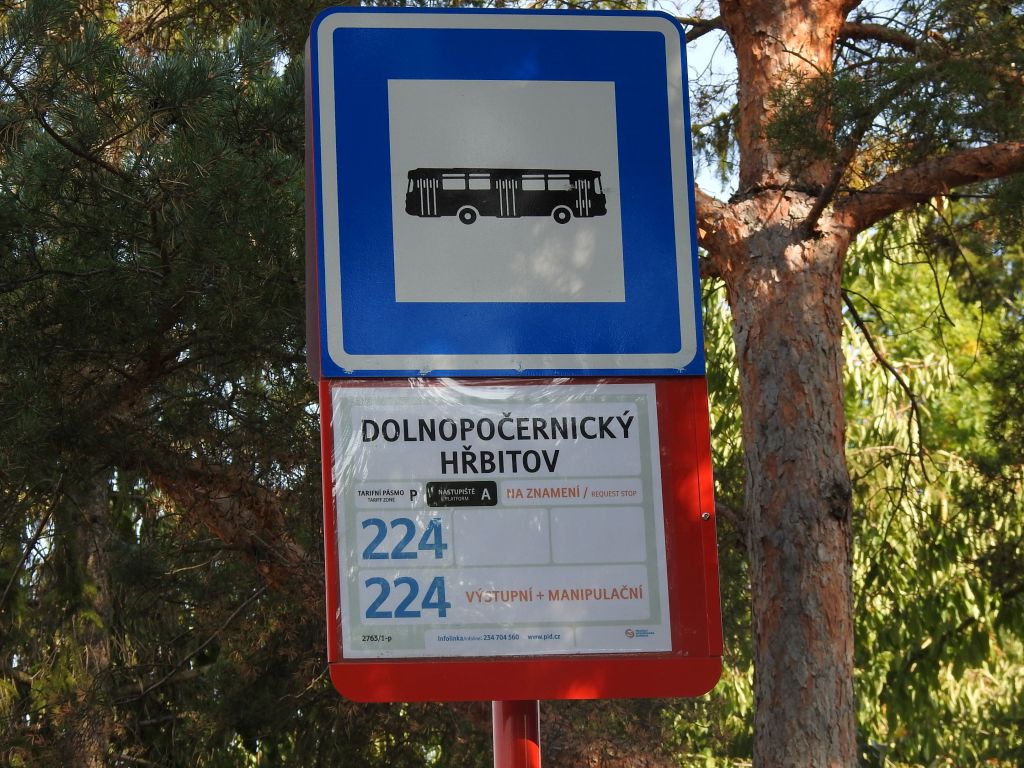 DOLNOPOČERNICKÝ
HŘBITOV
TARIFNÍ PÁSMO P NÁSTUPIŠTĚ A NA ZNAMENÍ / REQUEST STOP
TARIFF ZONE PLATFORM
224
224 VÝSTUPNÍ + MANIPULAČNÍ
2763/1-p Infolinka/Infoline: 234 704 560 www.pid.cz